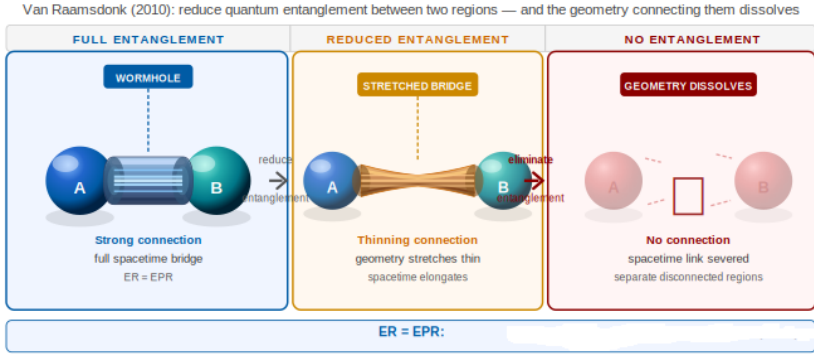 Van Raamsdonk (2010): reduce quantum entanglement between two regions — and the geometry connecting them dissolves
FULL ENTANGLEMENT
REDUCED ENTANGLEMENT
NO ENTANGLEMENT
WORMHOLE
STRETCHED BRIDGE
GEOMETRY DISSOLVES
A
B
reduce
entanglement
A
B
eliminate
entanglement
A
B
Strong connection
full spacetime bridge
ER = EPR
Thinning connection
geometry stretches thin
spacetime elongates
No connection
spacetime link severed
separate disconnected regions
ER = EPR: